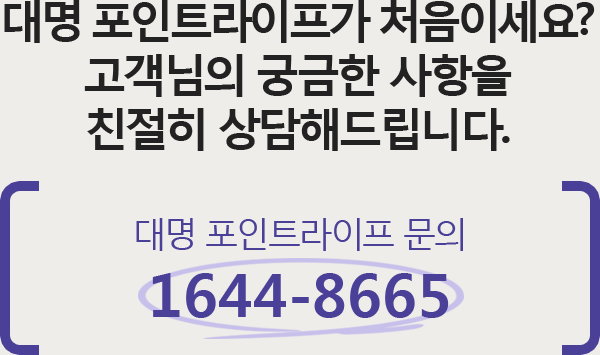 대명 포인트라이프가 처음이세요?
고객님의 궁금한 사항을
친절히 상담해드립니다.
대명 포인트라이프 문의
1644-8665